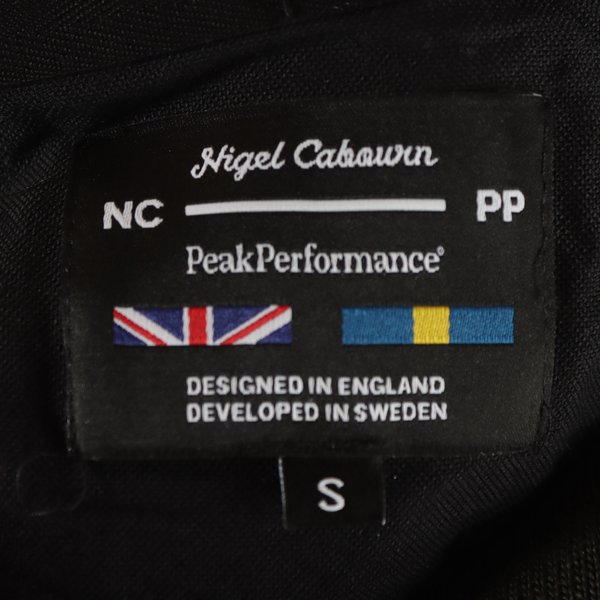 Nigel Cabourn
NC PP
PeakPerformance®
DESIGNED IN ENGLAND
DEVELOPED IN SWEDEN
S